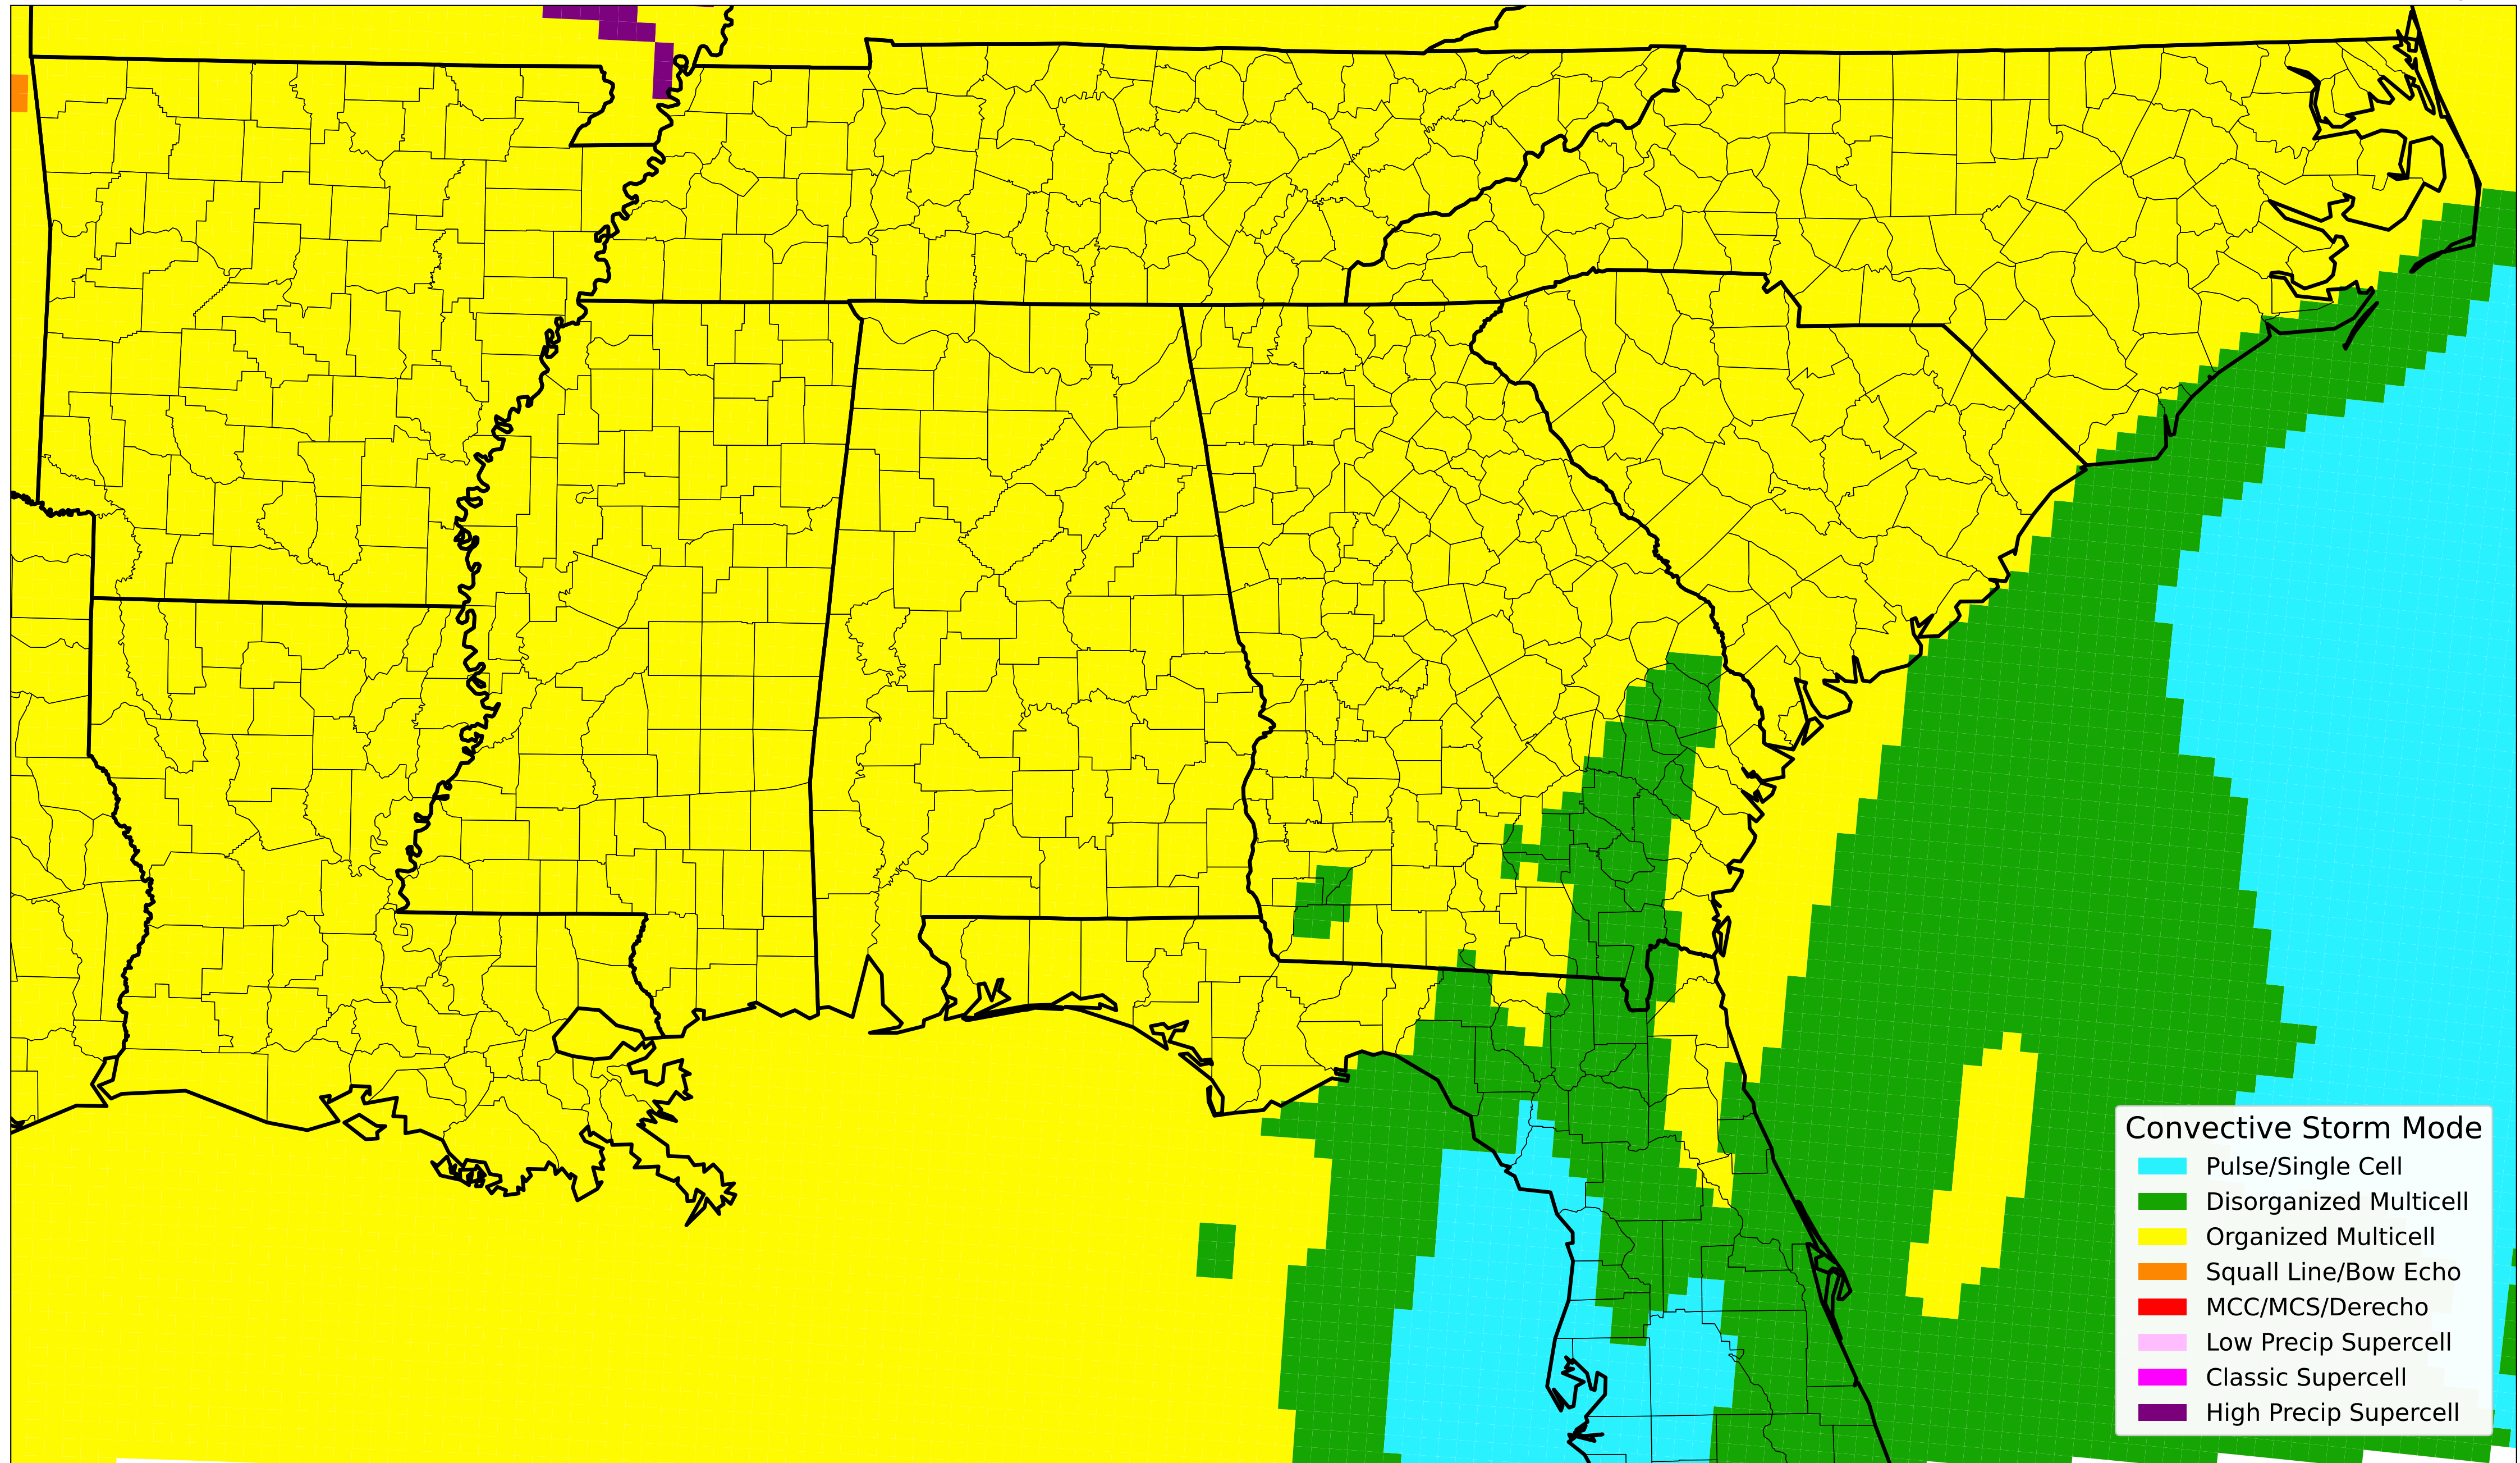 Convective Storm Mode
Pulse/Single Cell
Disorganized Multicell
Organized Multicell
Squall Line/Bow Echo
MCC/MCS/Derecho
Low Precip Supercell
Classic Supercell
High Precip Supercell